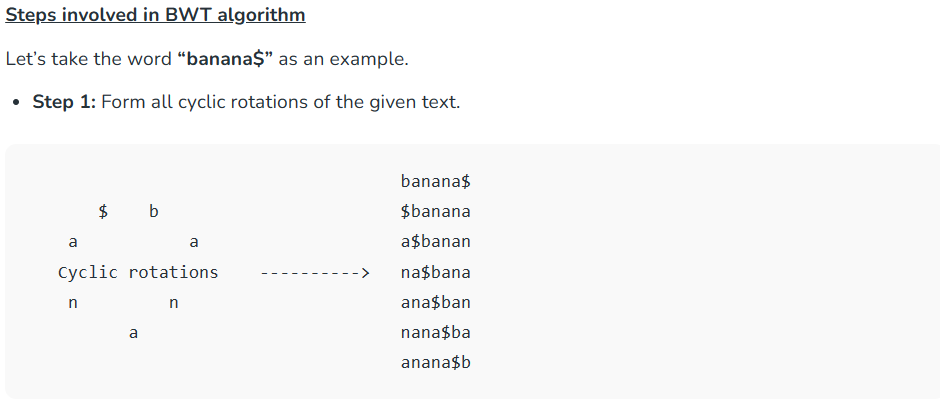 Steps involved in BWT algorithm
Let’s take the word “banana$” as an example.
• Step 1: Form all cyclic rotations of the given text.
banana$
$ b $banana
a a a$banan
Cyclic rotations ----------> na$bana
n n ana$ban
a nana$ba
anana$b